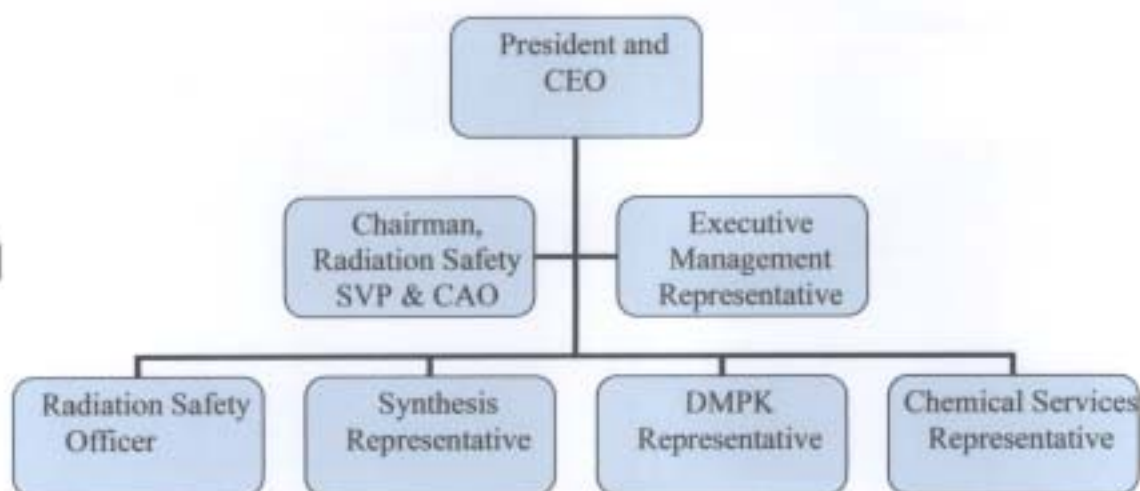 President and
CEO
Chairman,
Radiation Safety
SVP & CAO
Executive
Management
Representative
Radiation Safety
Officer
Synthesis
Representative
DMPK
Representative
Chemical Services
Representative